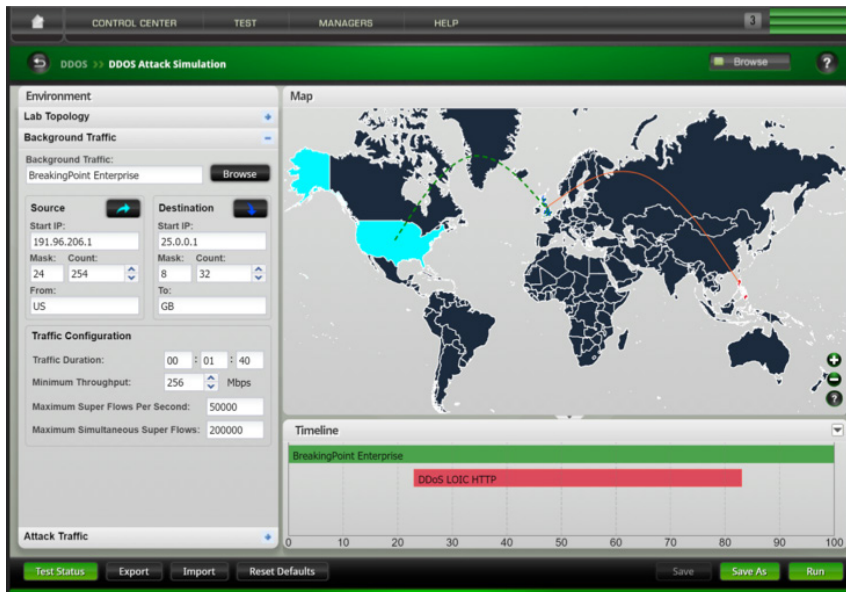 CONTROL CENTER TEST MANAGERS HELP 3
DDOS >> DDOS Attack Simulation Browse ?
Environment
Lab Topology
Background Traffic
Background Traffic:
BreakingPoint Enterprise Browse
Source Destination
Start IP: Start IP:
191.96.206.1 25.0.0.1
Mask: Count: Mask: Count:
24 254 8 32
From: To:
US GB
Traffic Configuration
Traffic Duration: 00 : 01 : 40
Minimum Throughput: 256 Mbps
Maximum Super Flows Per Second: 50000
Maximum Simultaneous Super Flows: 200000
Attack Traffic
Map
?
Timeline
BreakingPoint Enterprise
DDoS LOIC HTTP
0 10 20 30 40 50 60 70 80 90 100
Test Status Export Import Reset Defaults Save Save As Run